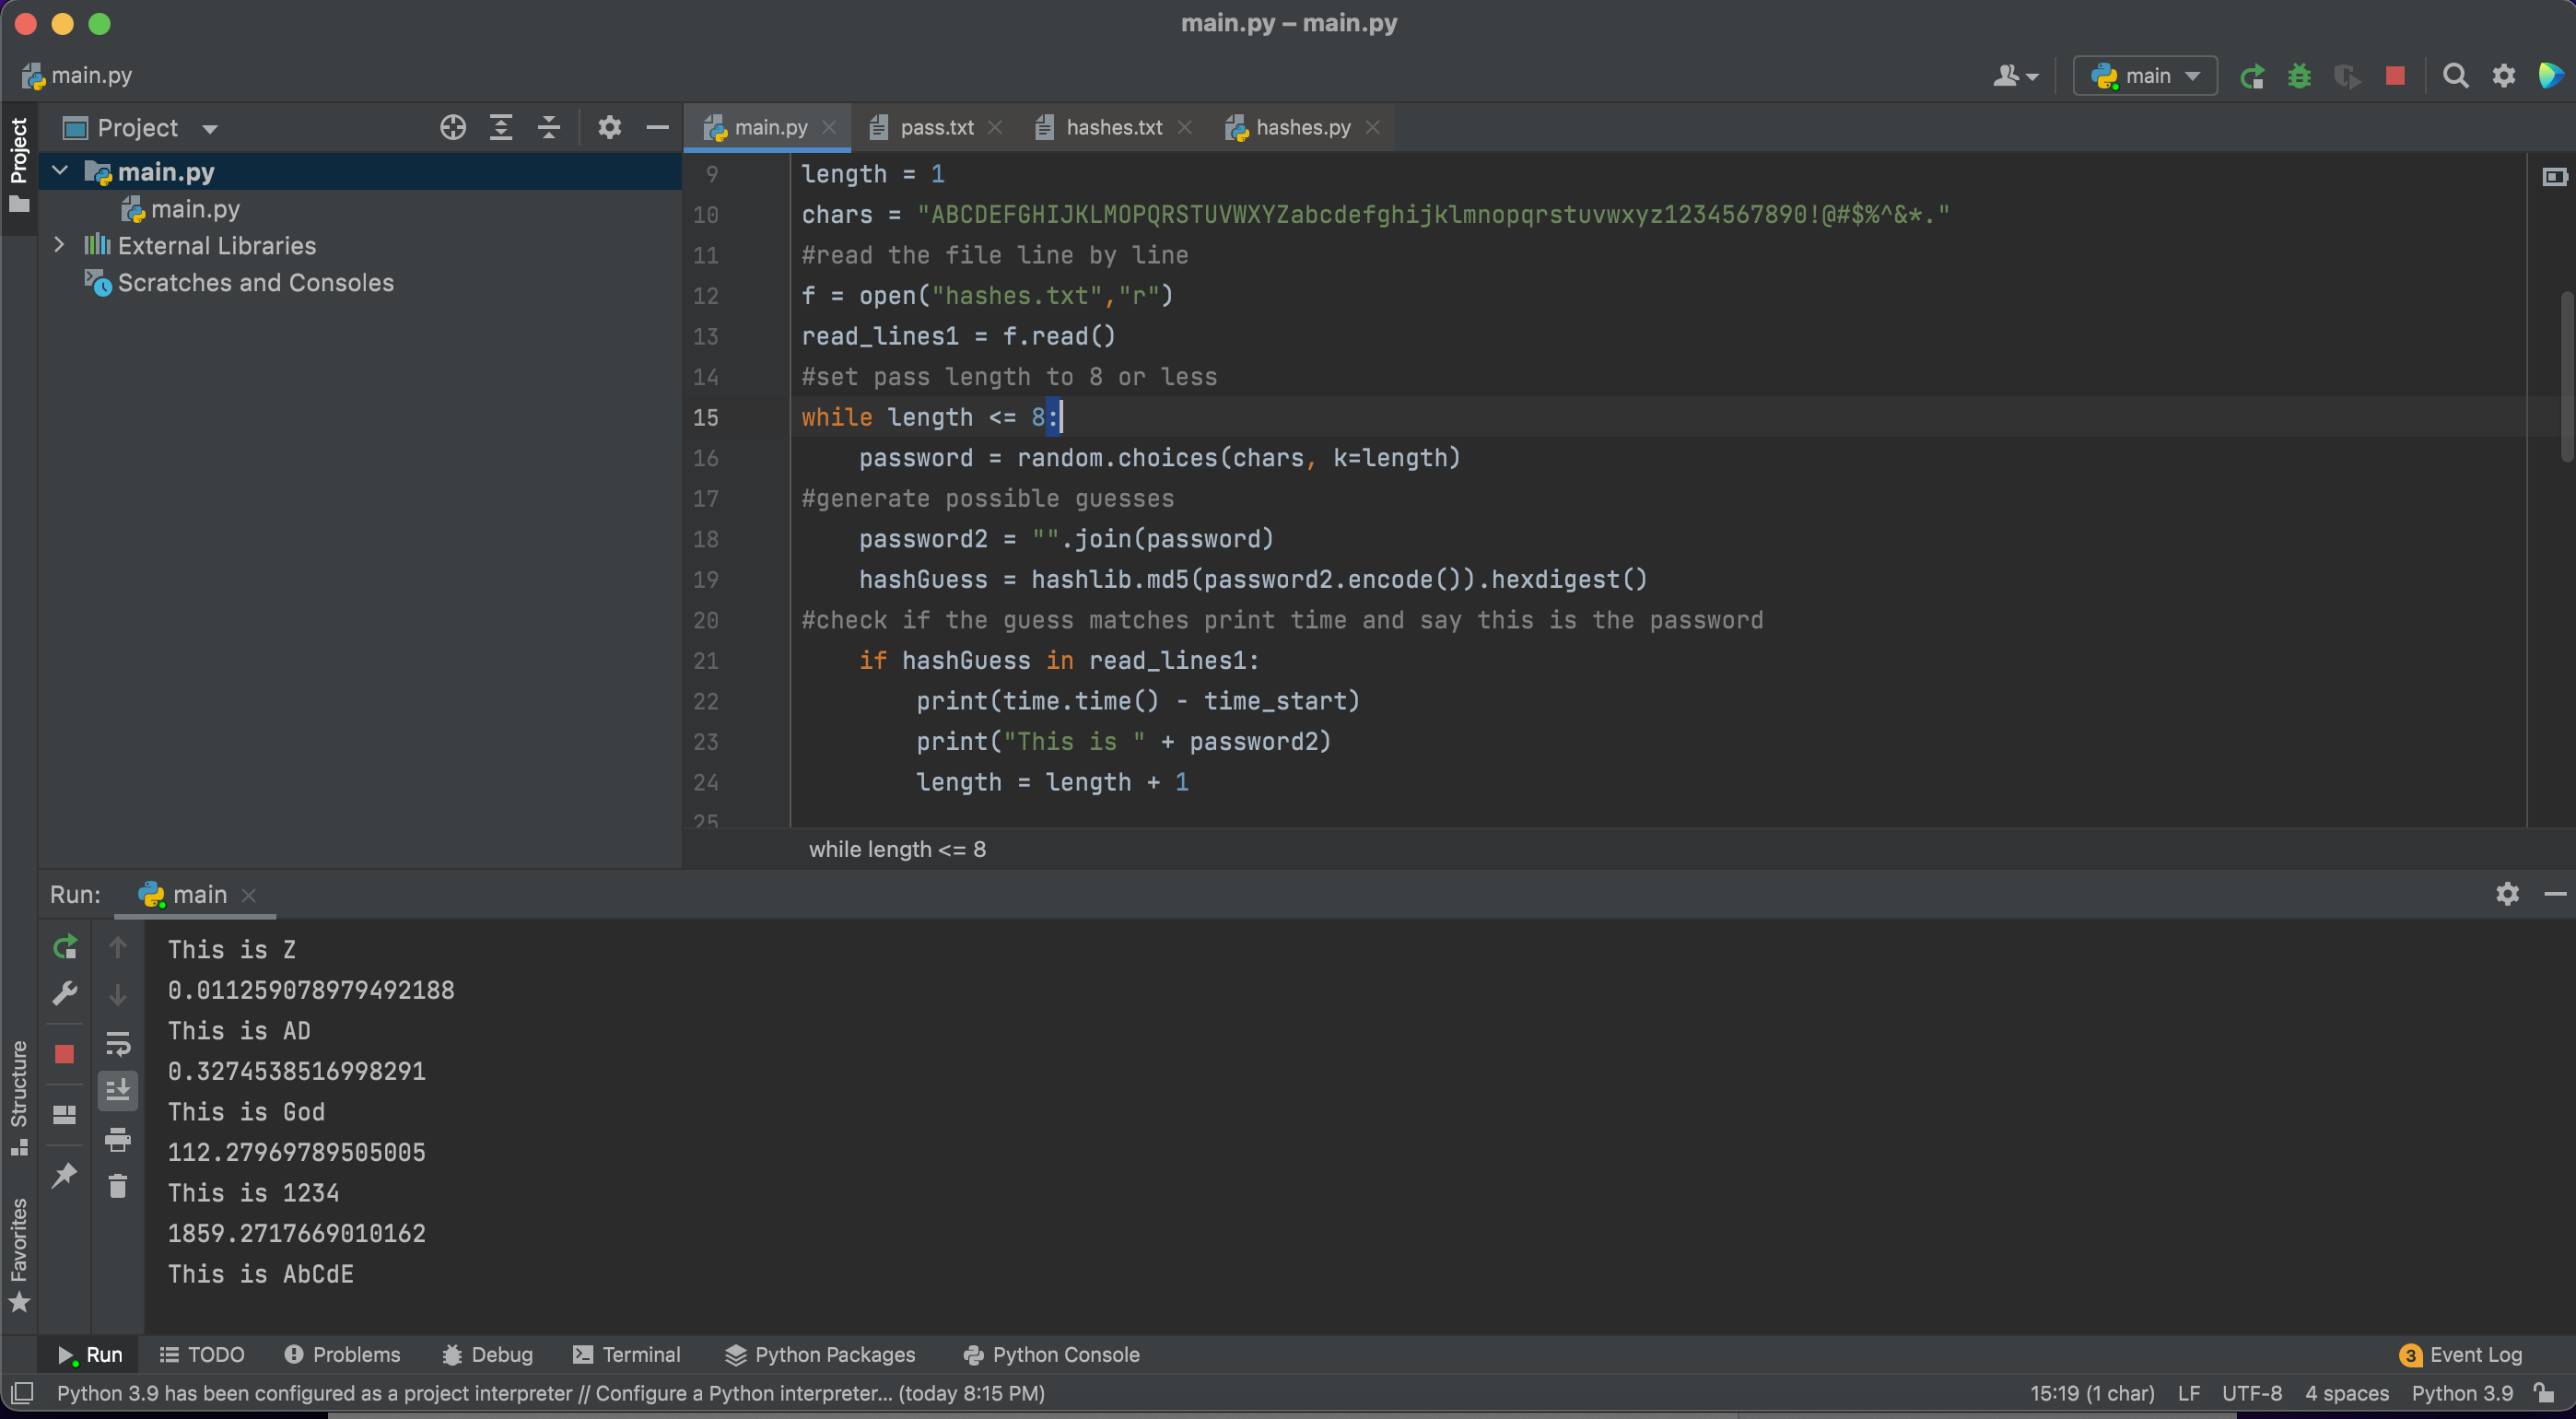 main.py – main.py
main.py
main
Project
Project
main.py
main.py
External Libraries
Scratches and Consoles
main.py
pass.txt
hashes.txt
hashes.py
9 length = 1
10 chars = "ABCDEFGHIJKLMOPQRSTUVWXYZabcdefghijklmnopqrstuvwxyz1234567890!@#$%^&*."
11 #read the file line by line
12 f = open("hashes.txt","r")
13 read_lines1 = f.read()
14 #set pass length to 8 or less
15 while length <= 8:
16 password = random.choices(chars, k=length)
17 #generate possible guesses
18 password2 = "".join(password)
19 hashGuess = hashlib.md5(password2.encode()).hexdigest()
20 #check if the guess matches print time and say this is the password
21 if hashGuess in read_lines1:
22 print(time.time() - time_start)
23 print("This is " + password2)
24 length = length + 1
25
while length <= 8
Run:
main
This is Z
0.011259078979492188
This is AD
0.3274538516998291
This is God
112.27969789505005
This is 1234
1859.2717669010162
This is AbCdE
Structure
Favorites
Run
TODO
Problems
Debug
Terminal
Python Packages
Python Console
3 Event Log
Python 3.9 has been configured as a project interpreter // Configure a Python interpreter... (today 8:15 PM)
15:19 (1 char)
LF
UTF-8
4 spaces
Python 3.9